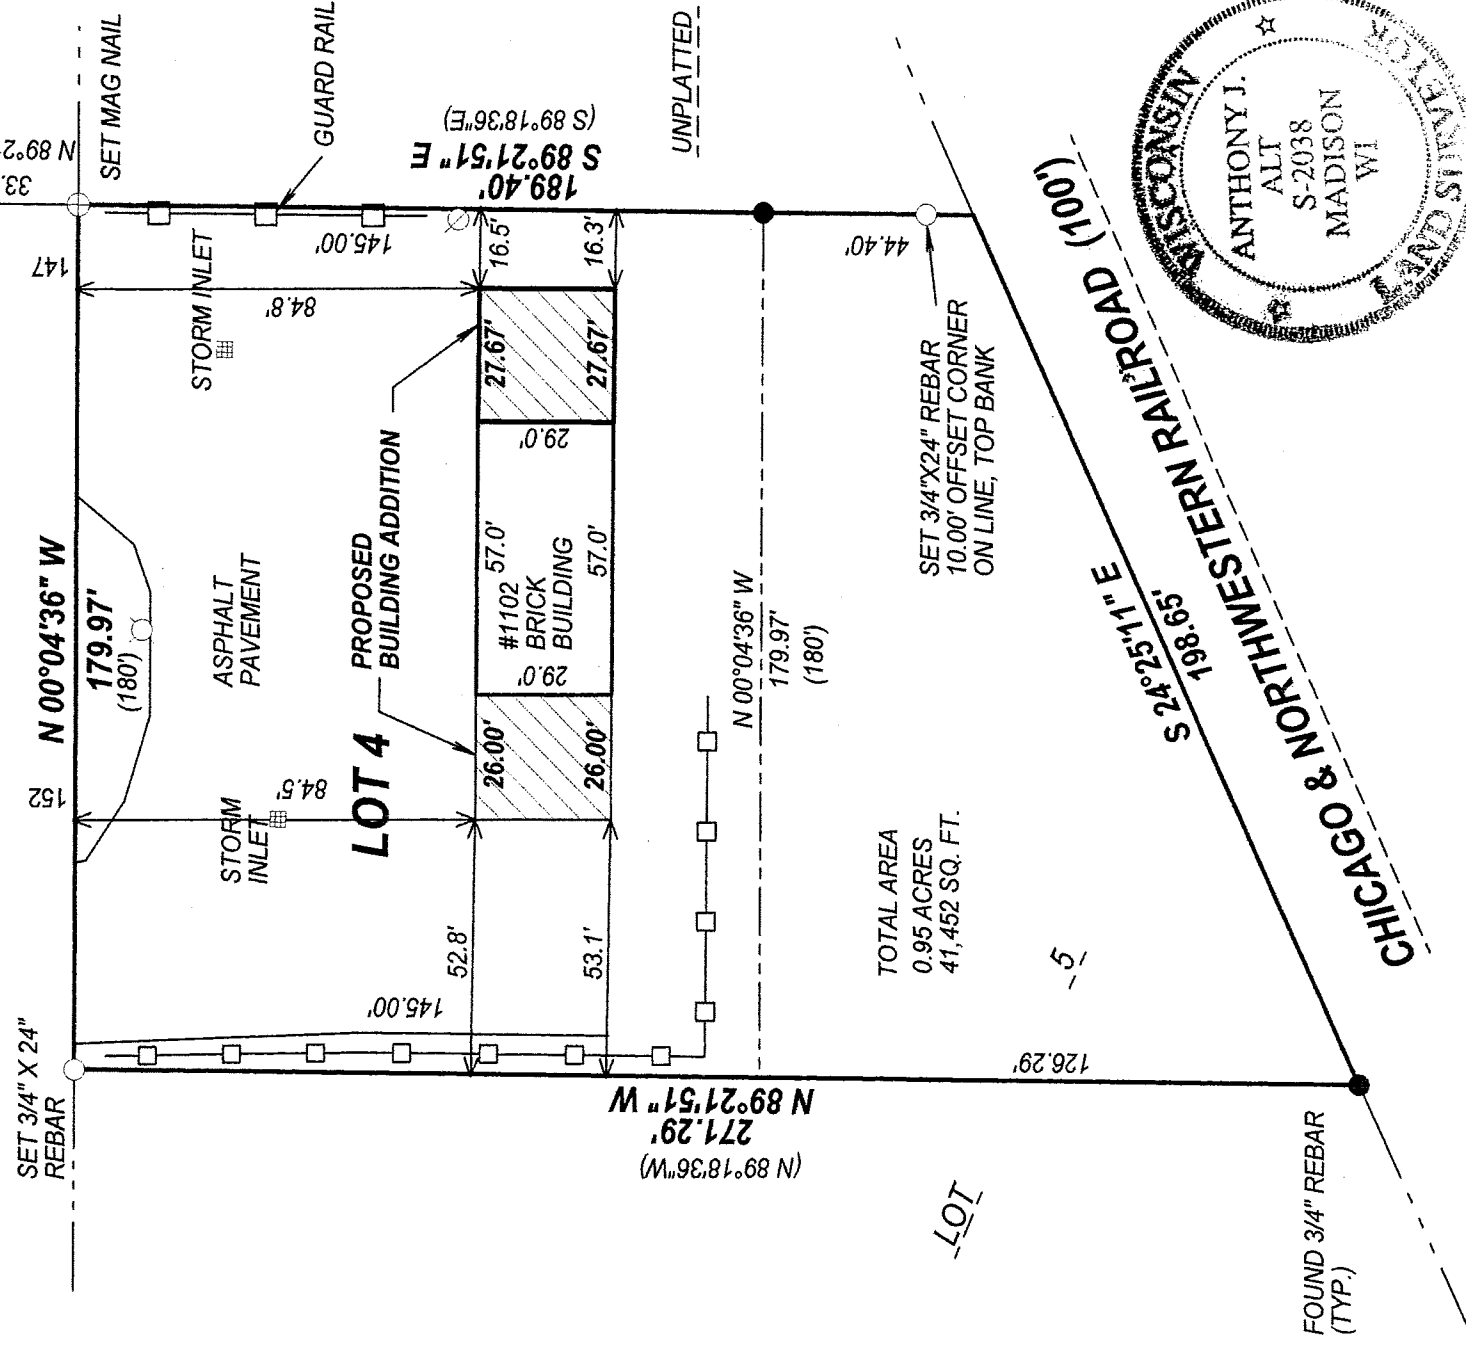 SET MAG NAIL
GUARD RAIL
S 89°21'51" E
189.40'
(S 89°18'36"E)
UNPLATTED
33.
147
145.00'
STORM INLET
84.8'
16.5'
16.3'
44.40'
N 00°04'36" W
179.97'
(180')
152
ASPHALT
PAVEMENT
STORM
INLET
84.5'
LOT 4
PROPOSED
BUILDING ADDITION
27.67'
27.67'
29.0'
57.0'
#1102
BRICK
BUILDING
57.0'
29.0'
26.00'
26.00'
52.8'
53.1'
145.00'
N 00°04'36" W
179.97'
(180')
SET 3/4"X24" REBAR
10.00' OFFSET CORNER
ON LINE, TOP BANK
TOTAL AREA
0.95 ACRES
41,452 SQ. FT.
5
S 24°25'11" E
198.65'
CHICAGO & NORTHWESTERN RAILROAD (100')
SET 3/4" X 24"
REBAR
N 89°21'51" W
271.29'
(N 89°18'36"W)
126.29'
LOT
FOUND 3/4" REBAR
(TYP.)
WISCONSIN
ANTHONY J.
ALT
S-2038
MADISON
WI
LAND SURVEYOR